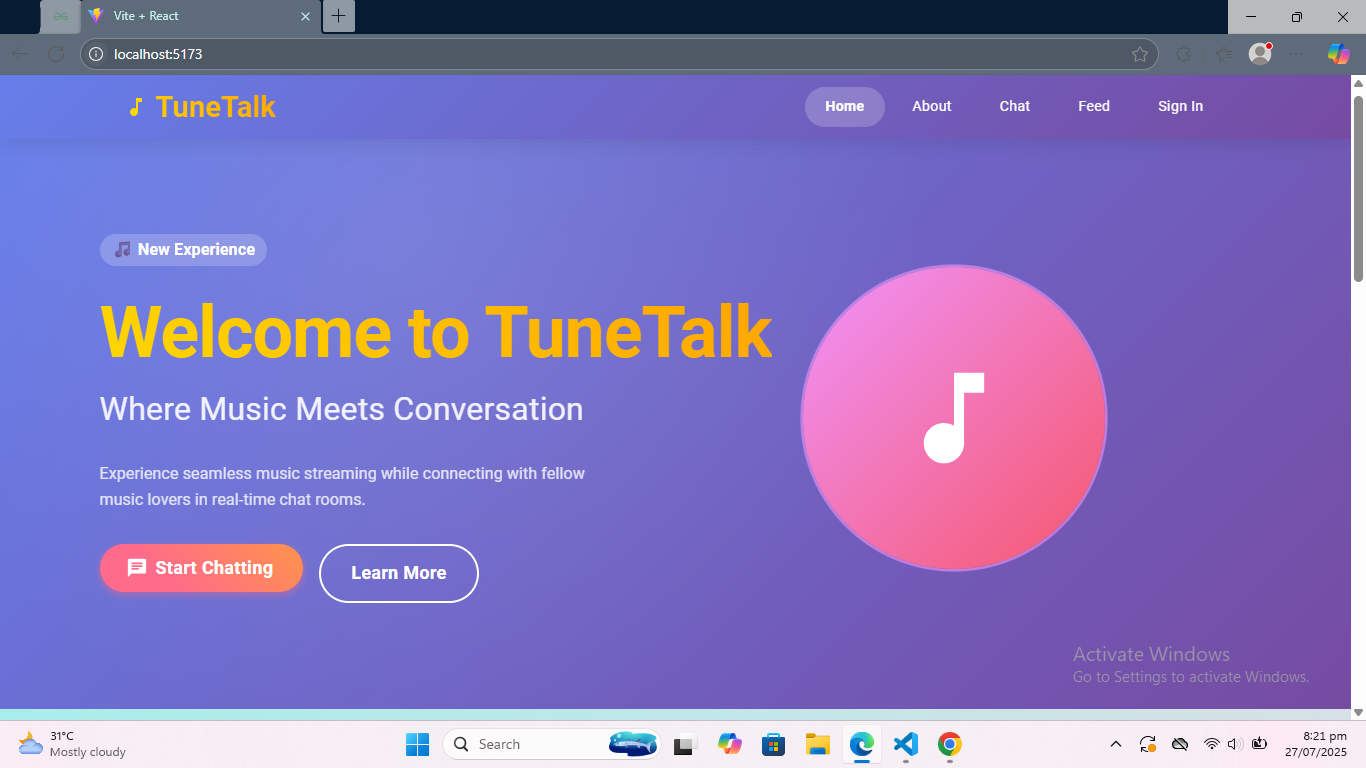 Vite + React
localhost:5173
TuneTalk
Home
About
Chat
Feed
Sign In
New Experience
Welcome to TuneTalk
Where Music Meets Conversation
Experience seamless music streaming while connecting with fellow
music lovers in real-time chat rooms.
Start Chatting
Learn More
Activate Windows
Go to Settings to activate Windows.
31°C
Mostly cloudy
Search
8:21 pm
27/07/2025